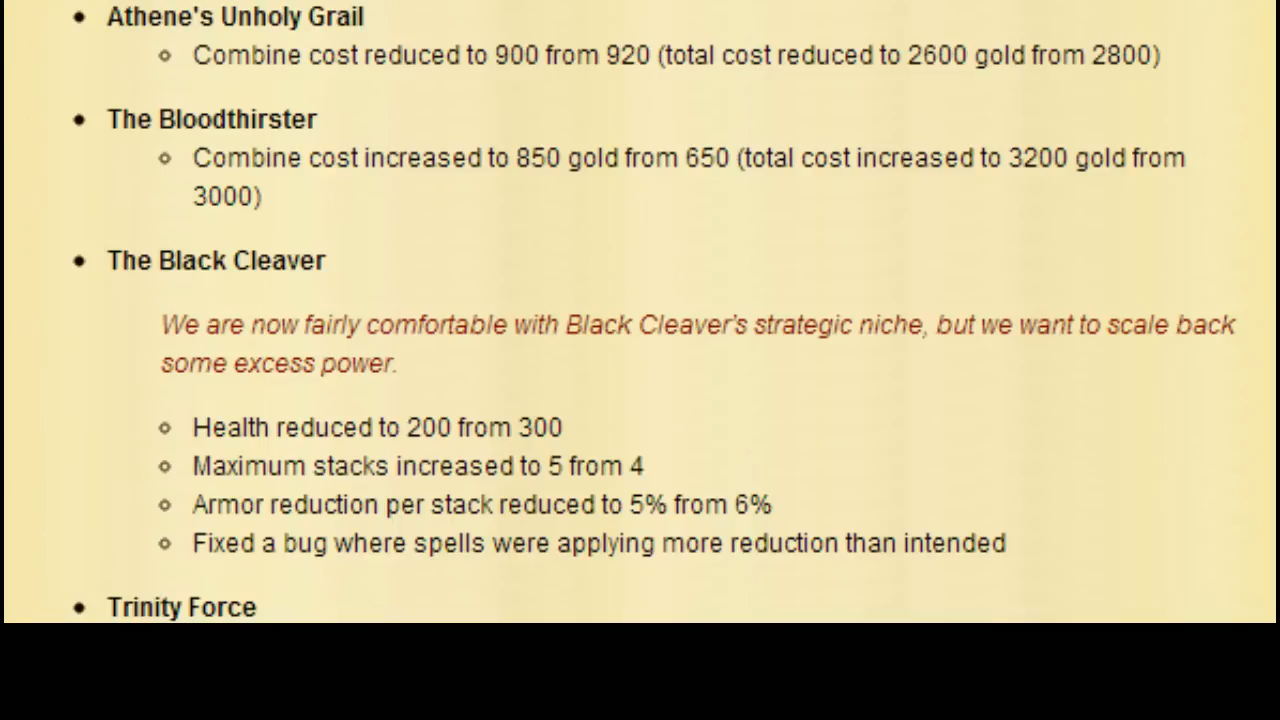 Athene's Unholy Grail
Combine cost reduced to 900 from 920 (total cost reduced to 2600 gold from 2800)
The Bloodthirster
Combine cost increased to 850 gold from 650 (total cost increased to 3200 gold from
3000)
The Black Cleaver
We are now fairly comfortable with Black Cleaver's strategic niche, but we want to scale back
some excess power.
Health reduced to 200 from 300
Maximum stacks increased to 5 from 4
Armor reduction per stack reduced to 5% from 6%
Fixed a bug where spells were applying more reduction than intended
Trinity Force